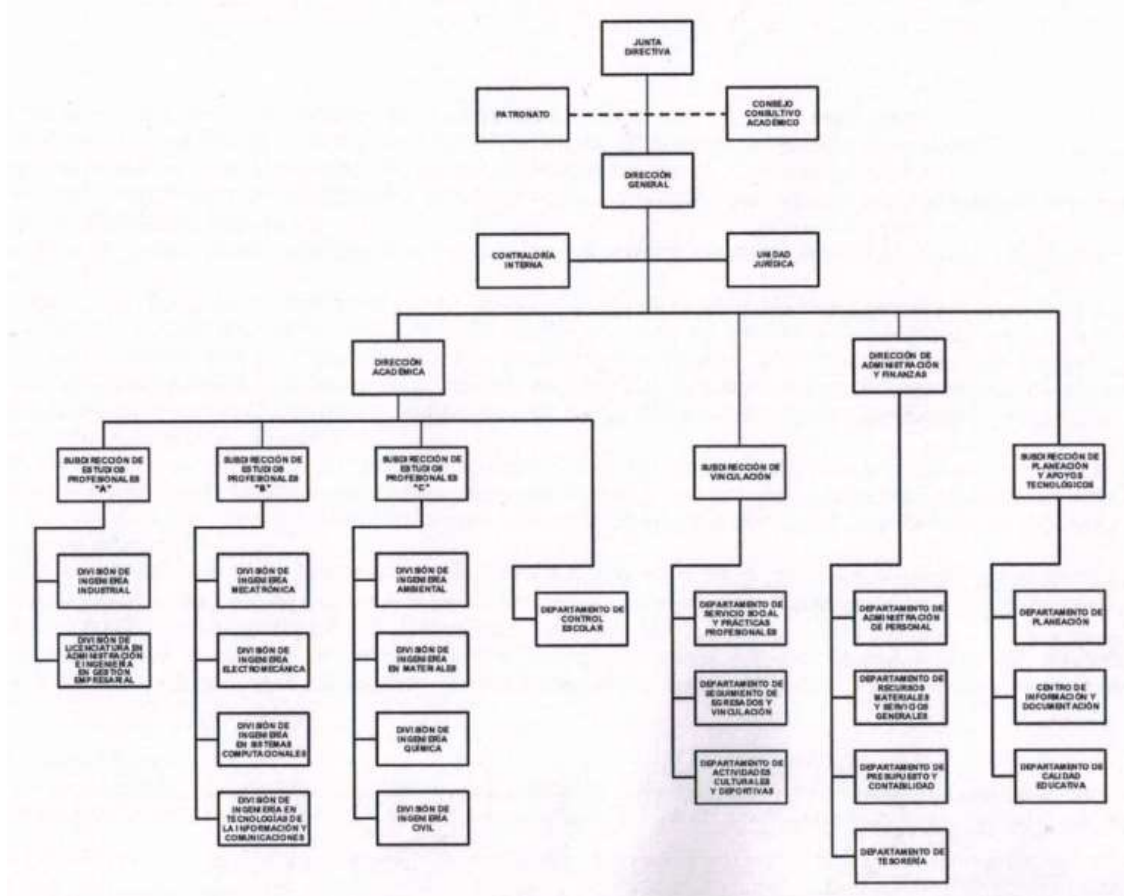 JUNTA
DIRECTIVA
PATRONATO
CONSEJO
CONSULTIVO
ACADÉMICO
DIRECCIÓN
GENERAL
CONTRALORÍA
INTERNA
UNIDAD
JURÍDICA
DIRECCIÓN
ACADÉMICA
DIRECCIÓN DE
ADMINISTRACIÓN
Y FINANZAS
SUBDIRECCIÓN DE
ESTUDIOS
PROFESIONALES
"A"
SUBDIRECCIÓN DE
ESTUDIOS
PROFESIONALES
"B"
SUBDIRECCIÓN DE
ESTUDIOS
PROFESIONALES
"C"
SUBDIRECCIÓN DE
VINCULACIÓN
SUBDIRECCIÓN DE
PLANEACIÓN
Y APOYOS
TECNOLÓGICOS
DIVISIÓN DE
INGENIERÍA
INDUSTRIAL
DIVISIÓN DE
LICENCIATURA EN
ADMINISTRACIÓN
E INGENIERÍA
EN GESTIÓN
EMPRESARIAL
DIVISIÓN DE
INGENIERÍA
MECATRÓNICA
DIVISIÓN DE
INGENIERÍA
ELECTROMECÁNICA
DIVISIÓN DE
INGENIERÍA
EN SISTEMAS
COMPUTACIONALES
DIVISIÓN DE
INGENIERÍA EN
TECNOLOGÍAS DE
LA INFORMACIÓN Y
COMUNICACIONES
DIVISIÓN DE
INGENIERÍA
AMBIENTAL
DIVISIÓN DE
INGENIERÍA
EN MATERIALES
DIVISIÓN DE
INGENIERÍA
QUÍMICA
DIVISIÓN DE
INGENIERÍA
CIVIL
DEPARTAMENTO DE
CONTROL
ESCOLAR
DEPARTAMENTO DE
SERVICIO SOCIAL
Y PRÁCTICAS
PROFESIONALES
DEPARTAMENTO DE
SEGUIMIENTO DE
EGRESADOS Y
VINCULACIÓN
DEPARTAMENTO DE
ACTIVIDADES
CULTURALES
Y DEPORTIVAS
DEPARTAMENTO DE
ADMINISTRACIÓN
DE PERSONAL
DEPARTAMENTO DE
RECURSOS
MATERIALES
Y SERVICIOS
GENERALES
DEPARTAMENTO DE
PRESUPUESTO Y
CONTABILIDAD
DEPARTAMENTO DE
TESORERÍA
DEPARTAMENTO DE
PLANEACIÓN
CENTRO DE
INFORMACIÓN Y
DOCUMENTACIÓN
DEPARTAMENTO DE
CALIDAD
EDUCATIVA